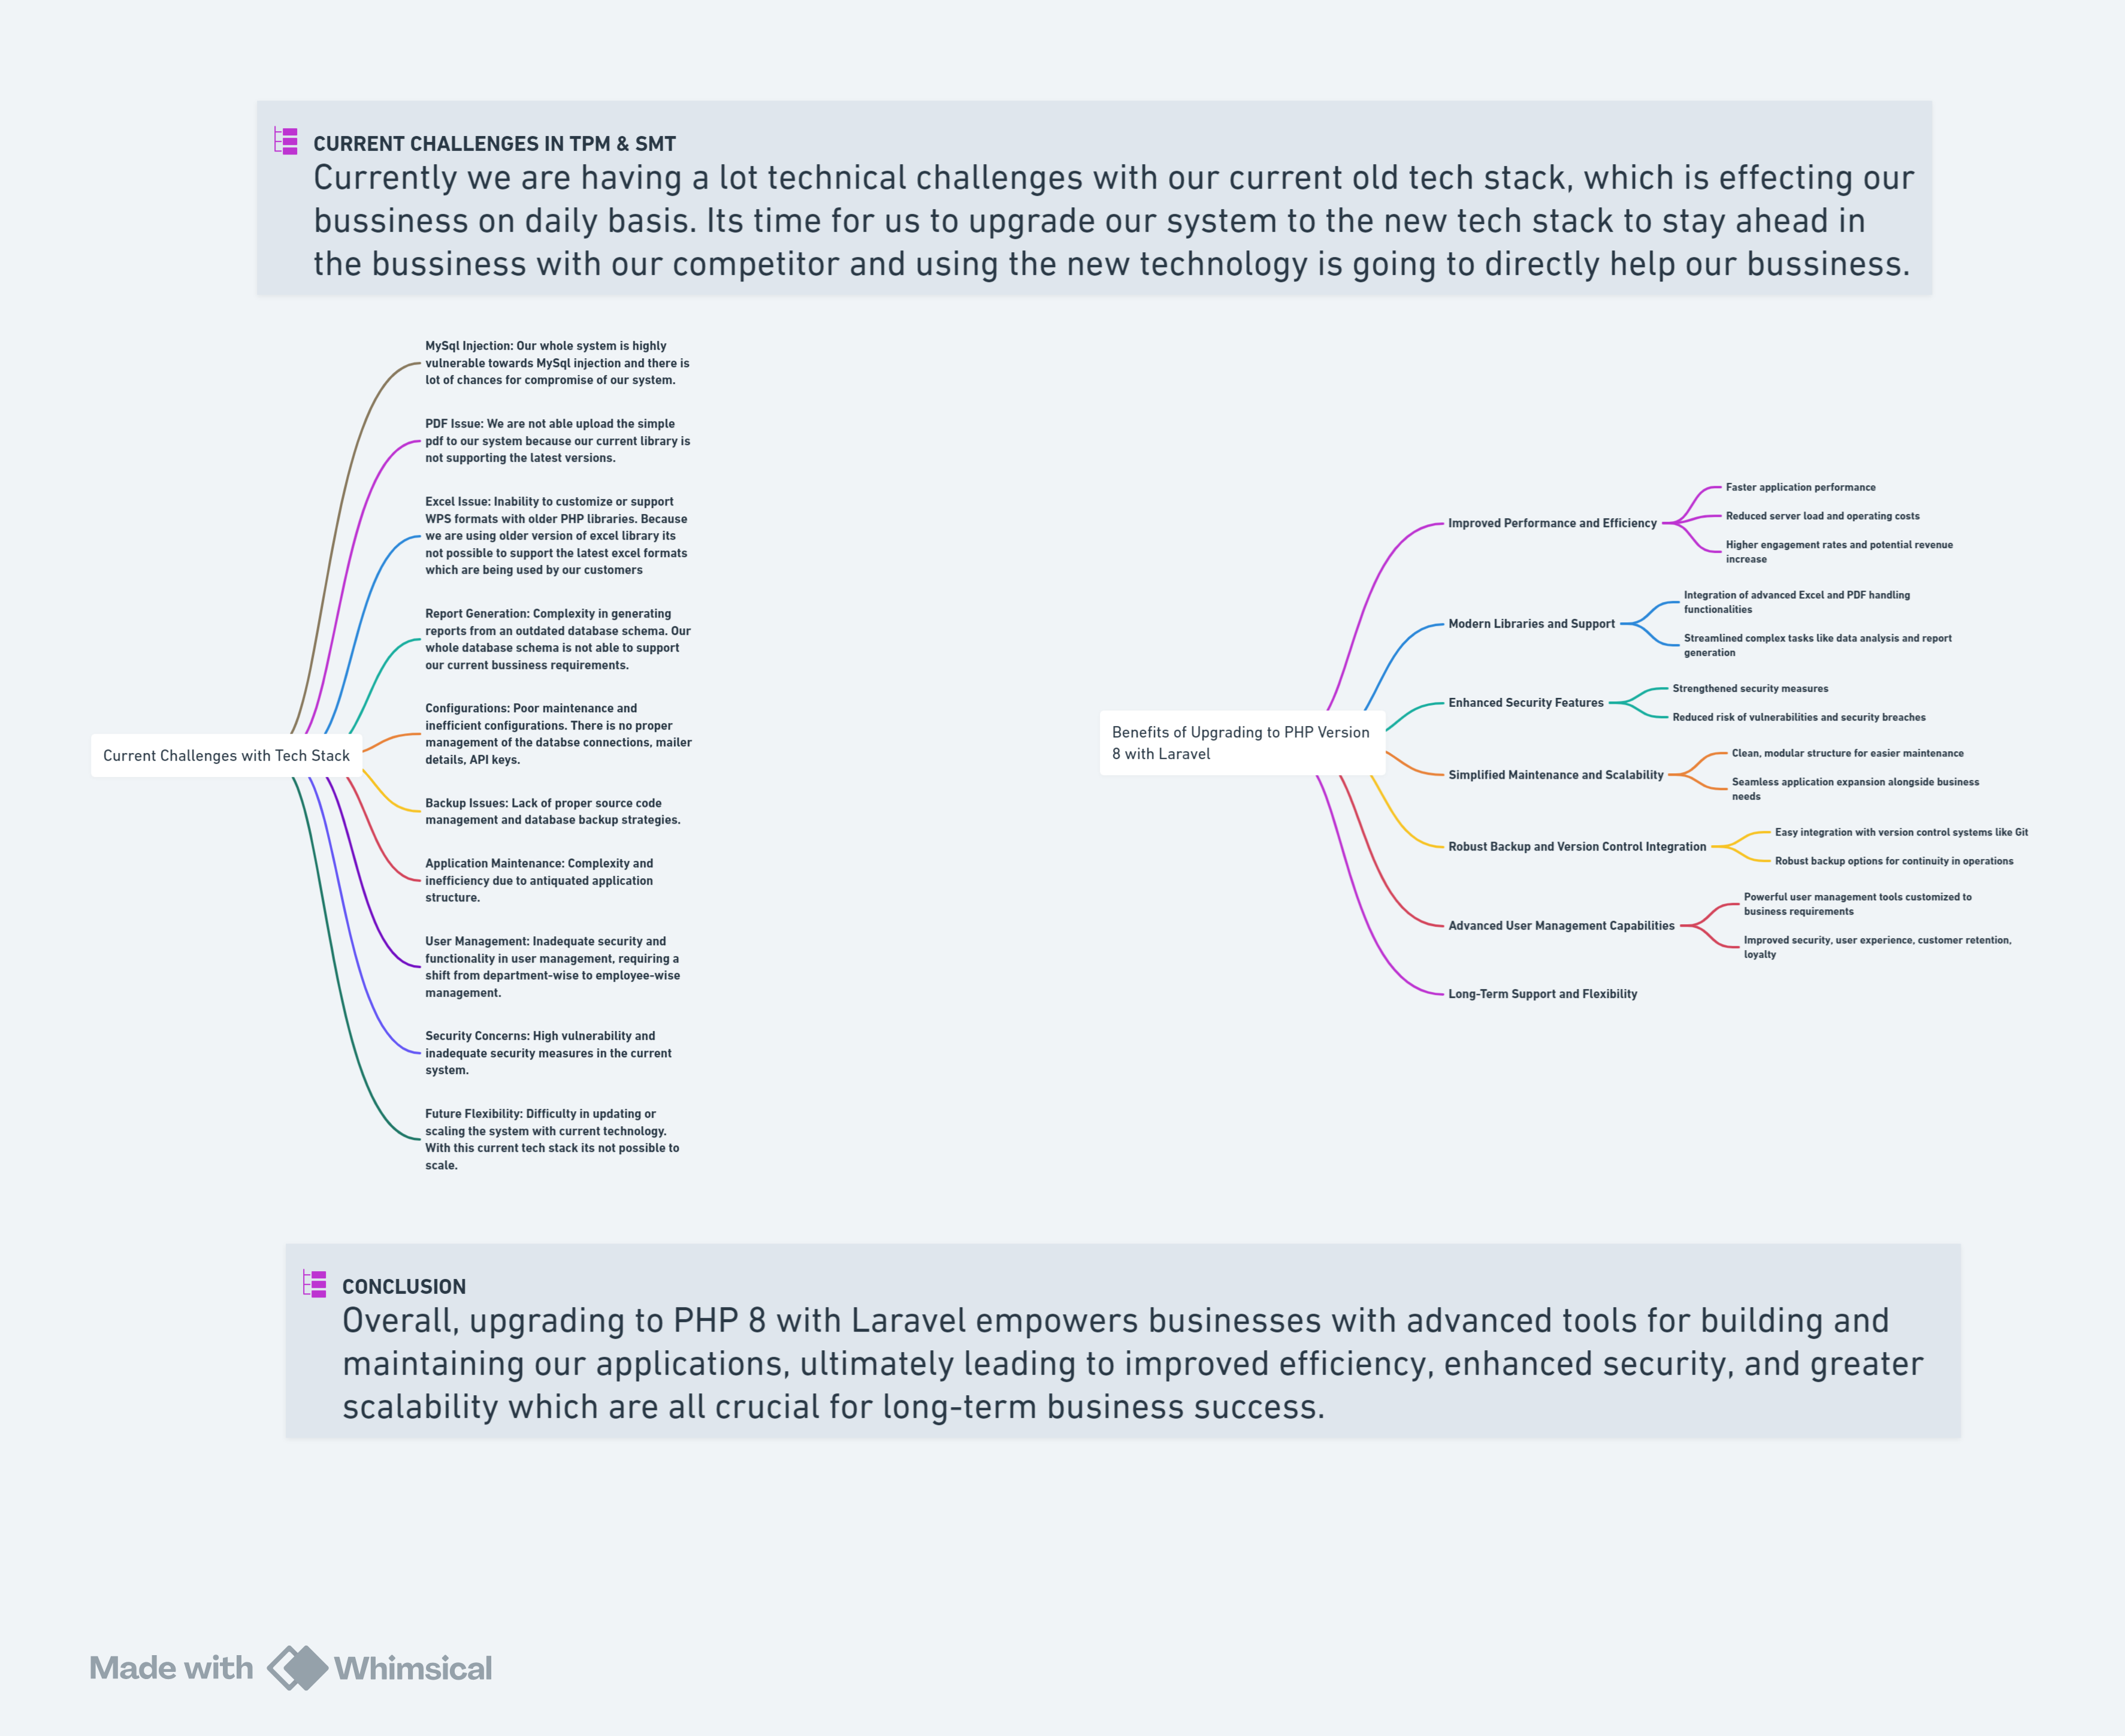 CURRENT CHALLENGES IN TPM & SMT
Currently we are having a lot technical challenges with our current old tech stack, which is effecting our
bussiness on daily basis. Its time for us to upgrade our system to the new tech stack to stay ahead in
the bussiness with our competitor and using the new technology is going to directly help our bussiness.
Current Challenges with Tech Stack
MySql Injection: Our whole system is highly
vulnerable towards MySql injection and there is
lot of chances for compromise of our system.
PDF Issue: We are not able upload the simple
pdf to our system because our current library is
not supporting the latest versions.
Excel Issue: Inability to customize or support
WPS formats with older PHP libraries. Because
we are using older version of excel library its
not possible to support the latest excel formats
which are being used by our customers
Report Generation: Complexity in generating
reports from an outdated database schema. Our
whole database schema is not able to support
our current bussiness requirements.
Configurations: Poor maintenance and
inefficient configurations. There is no proper
management of the databse connections, mailer
details, API keys.
Backup Issues: Lack of proper source code
management and database backup strategies.
Application Maintenance: Complexity and
inefficiency due to antiquated application
structure.
User Management: Inadequate security and
functionality in user management, requiring a
shift from department-wise to employee-wise
management.
Security Concerns: High vulnerability and
inadequate security measures in the current
system.
Future Flexibility: Difficulty in updating or
scaling the system with current technology.
With this current tech stack its not possible to
scale.
Benefits of Upgrading to PHP Version
8 with Laravel
Improved Performance and Efficiency
Faster application performance
Reduced server load and operating costs
Higher engagement rates and potential revenue
increase
Modern Libraries and Support
Integration of advanced Excel and PDF handling
functionalities
Streamlined complex tasks like data analysis and report
generation
Enhanced Security Features
Strengthened security measures
Reduced risk of vulnerabilities and security breaches
Simplified Maintenance and Scalability
Clean, modular structure for easier maintenance
Seamless application expansion alongside business
needs
Robust Backup and Version Control Integration
Easy integration with version control systems like Git
Robust backup options for continuity in operations
Advanced User Management Capabilities
Powerful user management tools customized to
business requirements
Improved security, user experience, customer retention,
loyalty
Long-Term Support and Flexibility
CONCLUSION
Overall, upgrading to PHP 8 with Laravel empowers businesses with advanced tools for building and
maintaining our applications, ultimately leading to improved efficiency, enhanced security, and greater
scalability which are all crucial for long-term business success.
Made with Whimsical